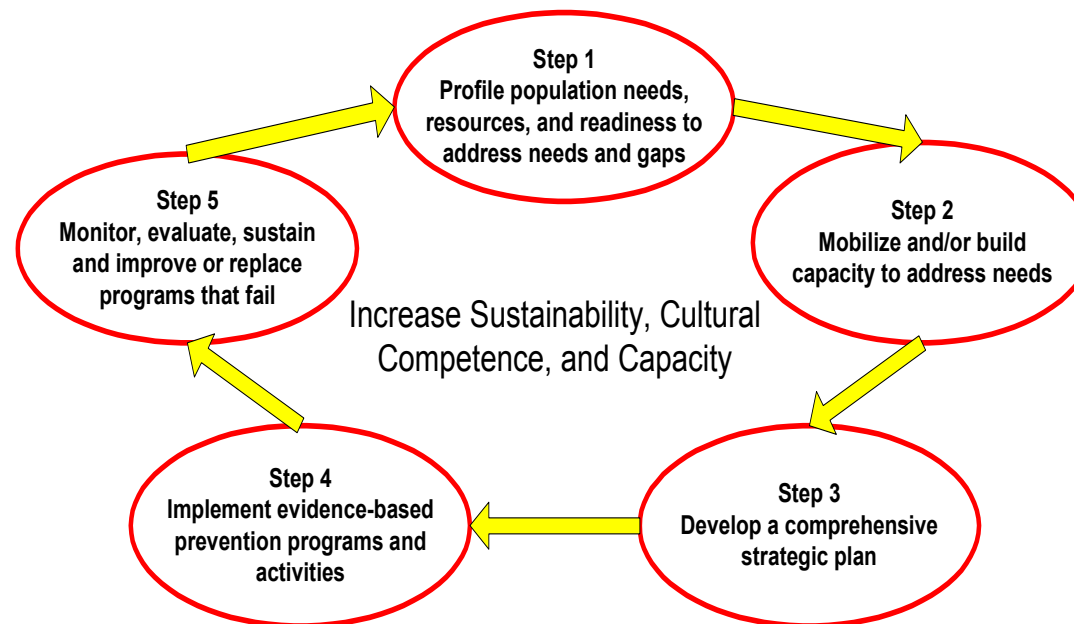 Step 1
Profile population needs,
resources, and readiness to
address needs and gaps
Step 2
Mobilize and/or build
capacity to address needs
Step 3
Develop a comprehensive
strategic plan
Step 4
Implement evidence-based
prevention programs and
activities
Step 5
Monitor, evaluate, sustain
and improve or replace
programs that fail
Increase Sustainability, Cultural
Competence, and Capacity